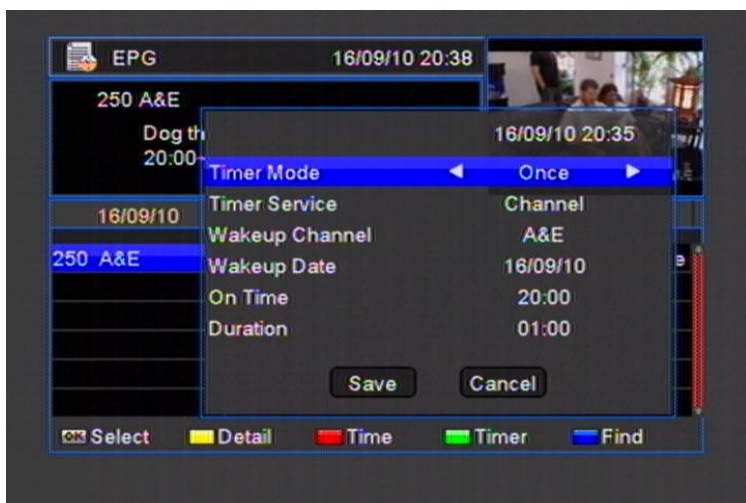 EPG 16/09/10 20:38
250 A&E
Dog th
20:00~
16/09/10 20:35
Timer Mode Once
Timer Service Channel
Wakeup Channel A&E
Wakeup Date 16/09/10
On Time 20:00
Duration 01:00
Save Cancel
16/09/10
250 A&E e
OK Select Detail Time Timer Find